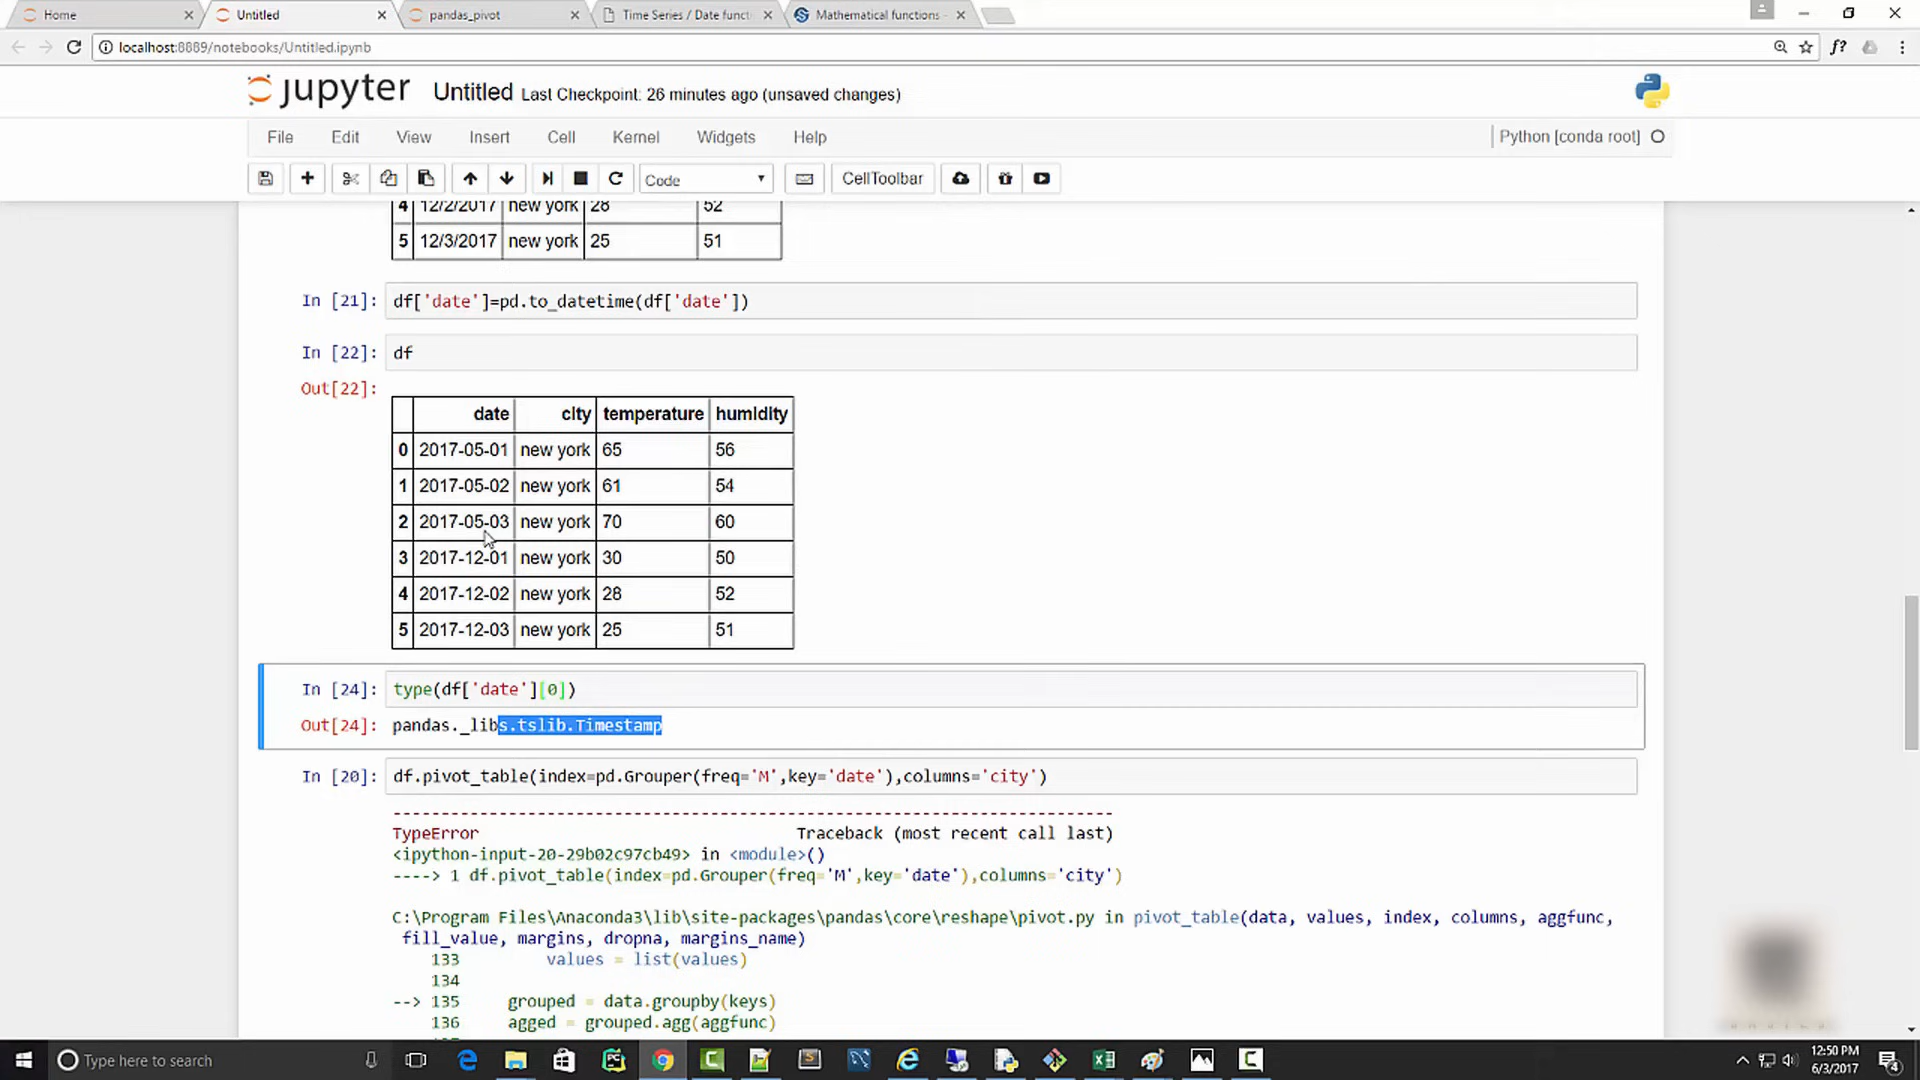 Home
Untitled
pandas_pivot
Time Series / Date funct
Mathematical functions -
localhost:8889/notebooks/Untitled.ipynb
f?
jupyter Untitled Last Checkpoint: 26 minutes ago (unsaved changes)
File Edit View Insert Cell Kernel Widgets Help
Python [conda root]
Code
CellToolbar
4 12/2/2017 new york 28 52
5 12/3/2017 new york 25 51
In [21]: df['date']=pd.to_datetime(df['date'])
In [22]: df
Out[22]:
date city temperature humidity
0 2017-05-01 new york 65 56
1 2017-05-02 new york 61 54
2 2017-05-03 new york 70 60
3 2017-12-01 new york 30 50
4 2017-12-02 new york 28 52
5 2017-12-03 new york 25 51
In [24]: type(df['date'][0])
Out[24]: pandas._libs.tslib.Timestamp
In [20]: df.pivot_table(index=pd.Grouper(freq='M',key='date'),columns='city')
---------------------------------------------------------------------------
TypeError Traceback (most recent call last)
<ipython-input-20-29b02c97cb49> in <module>()
----> 1 df.pivot_table(index=pd.Grouper(freq='M',key='date'),columns='city')
C:\Program Files\Anaconda3\lib\site-packages\pandas\core\reshape\pivot.py in pivot_table(data, values, index, columns, aggfunc,
fill_value, margins, dropna, margins_name)
133 values = list(values)
134
--> 135 grouped = data.groupby(keys)
136 agged = grouped.agg(aggfunc)
Type here to search
12:50 PM
6/3/2017
4